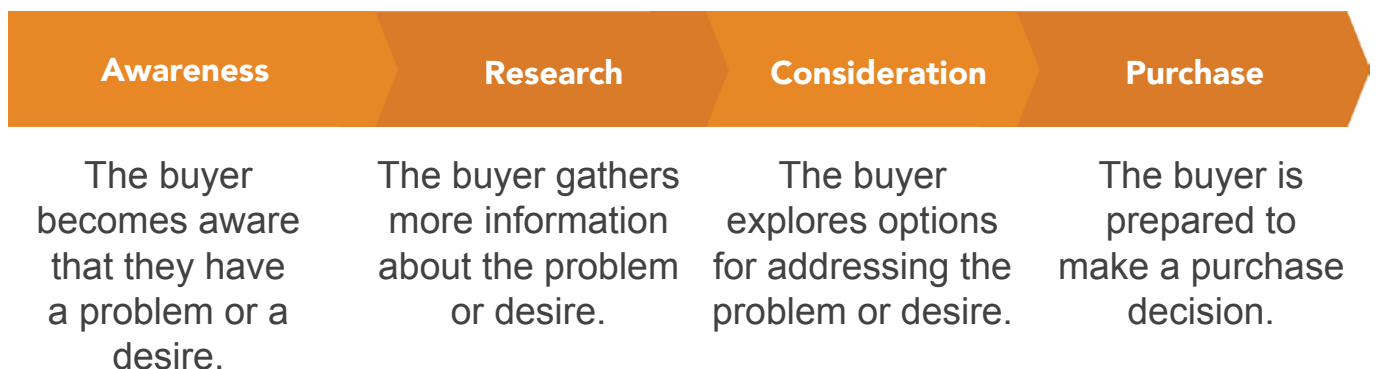 Awareness
Research
Consideration
Purchase
The buyer
becomes aware
that they have
a problem or a
desire.
The buyer gathers
more information
about the problem
or desire.
The buyer
explores options
for addressing the
problem or desire.
The buyer is
prepared to
make a purchase
decision.